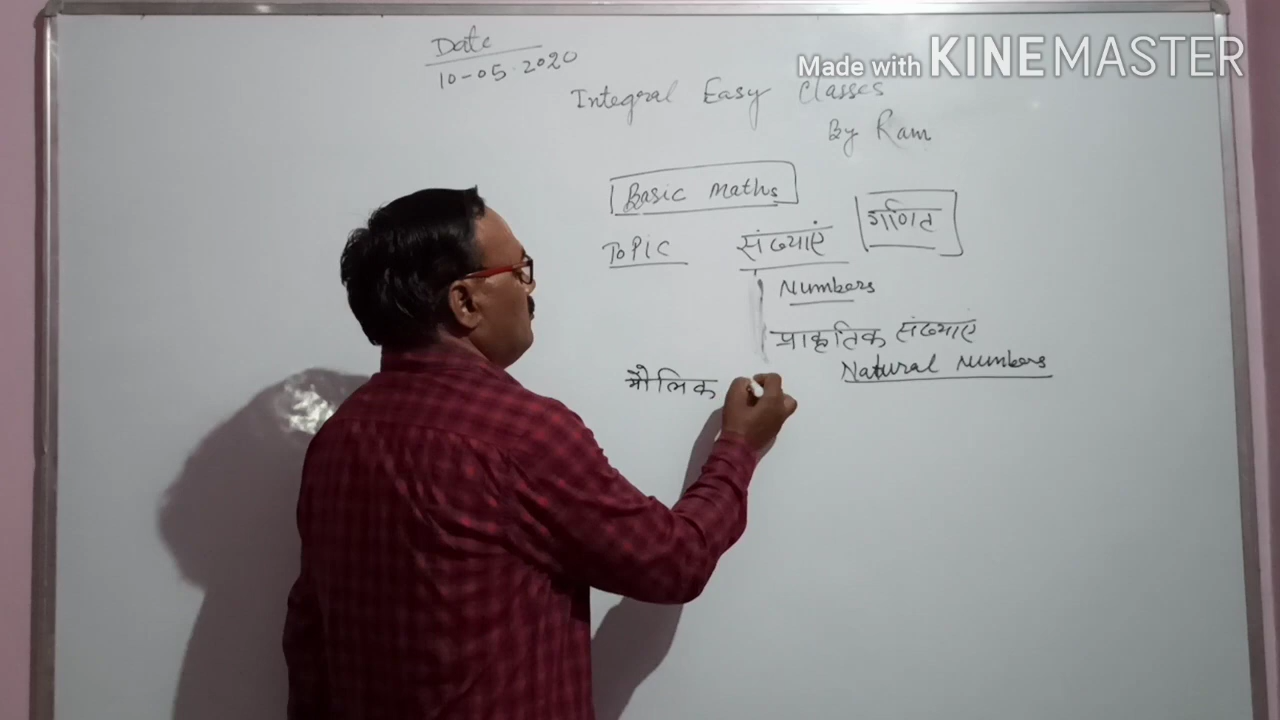 Date
10-05-2020
Made with KINEMASTER
Integral Easy Classes
By Ram
Basic Maths
गणित
Topic संख्याएं
Numbers
प्राकृतिक संख्याएं
Natural Numbers
मौलिक